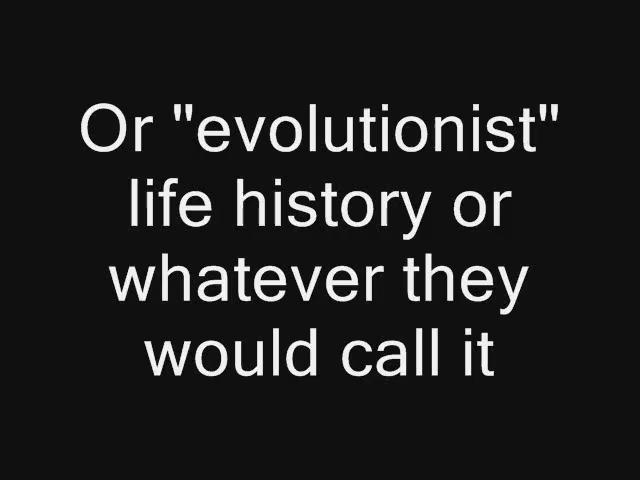 Or "evolutionist"
life history or
whatever they
would call it